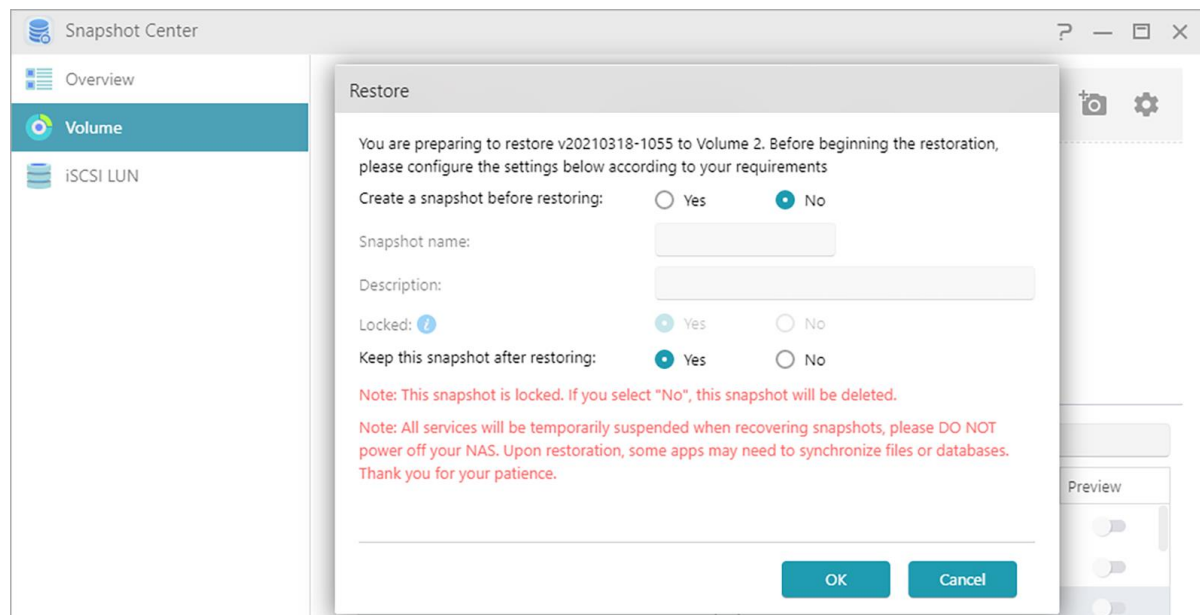 Snapshot Center
Overview
Volume
iSCSI LUN
Restore
You are preparing to restore v20210318-1055 to Volume 2. Before beginning the restoration,
please configure the settings below according to your requirements
Create a snapshot before restoring: Yes No
Snapshot name:
Description:
Locked: i Yes No
Keep this snapshot after restoring: Yes No
Note: This snapshot is locked. If you select "No", this snapshot will be deleted.
Note: All services will be temporarily suspended when recovering snapshots, please DO NOT
power off your NAS. Upon restoration, some apps may need to synchronize files or databases.
Thank you for your patience.
Preview
OK Cancel